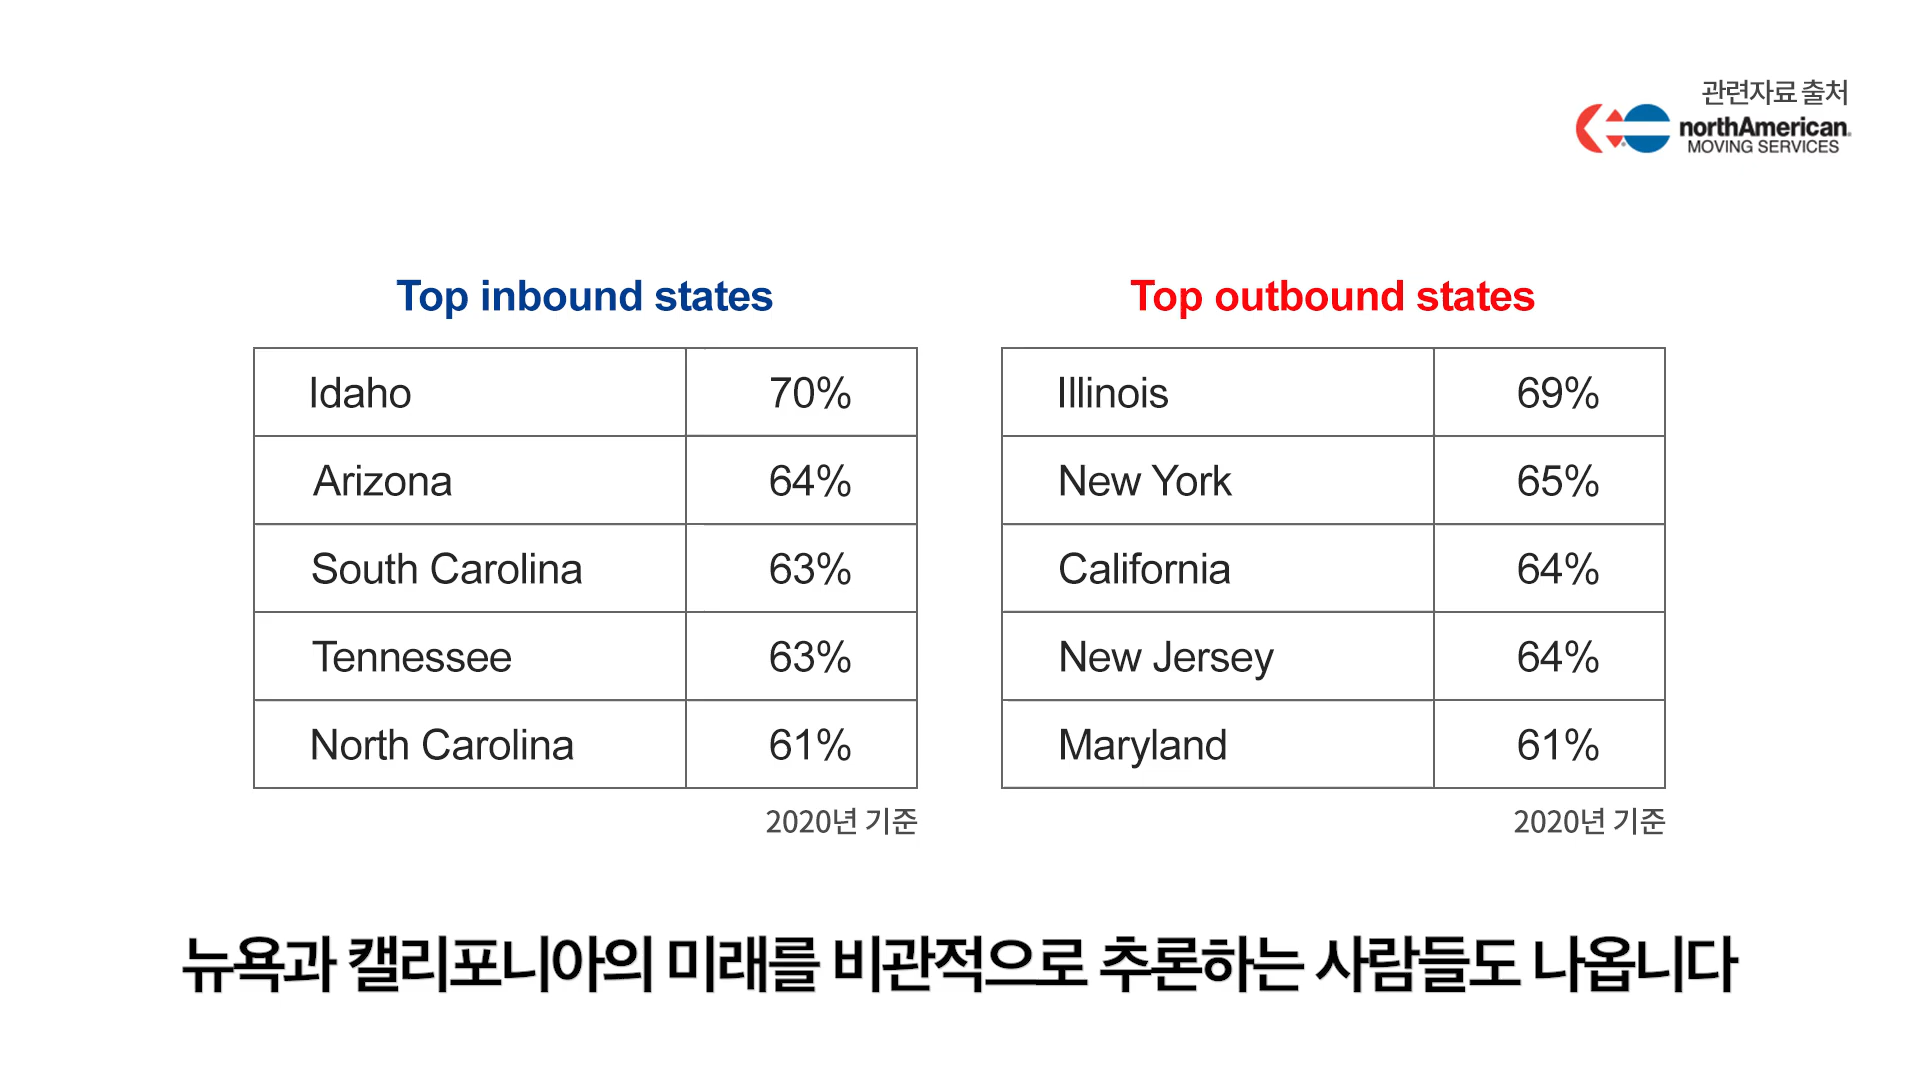 관련자료 출처
northAmerican.
MOVING SERVICES
Top inbound states
Idaho 70%
Arizona 64%
South Carolina 63%
Tennessee 63%
North Carolina 61%
2020년 기준
Top outbound states
Illinois 69%
New York 65%
California 64%
New Jersey 64%
Maryland 61%
2020년 기준
뉴욕과 캘리포니아의 미래를 비관적으로 추론하는 사람들도 나옵니다